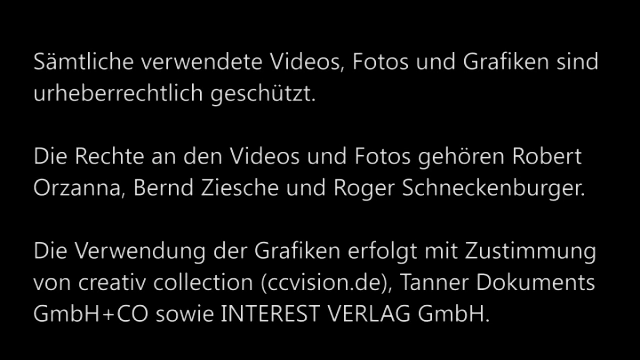 Sämtliche verwendete Videos, Fotos und Grafiken sind
urheberrechtlich geschützt.
Die Rechte an den Videos und Fotos gehören Robert
Orzanna, Bernd Ziesche und Roger Schneckenburger.
Die Verwendung der Grafiken erfolgt mit Zustimmung
von creativ collection (ccvision.de), Tanner Dokuments
GmbH+CO sowie INTEREST VERLAG GmbH.